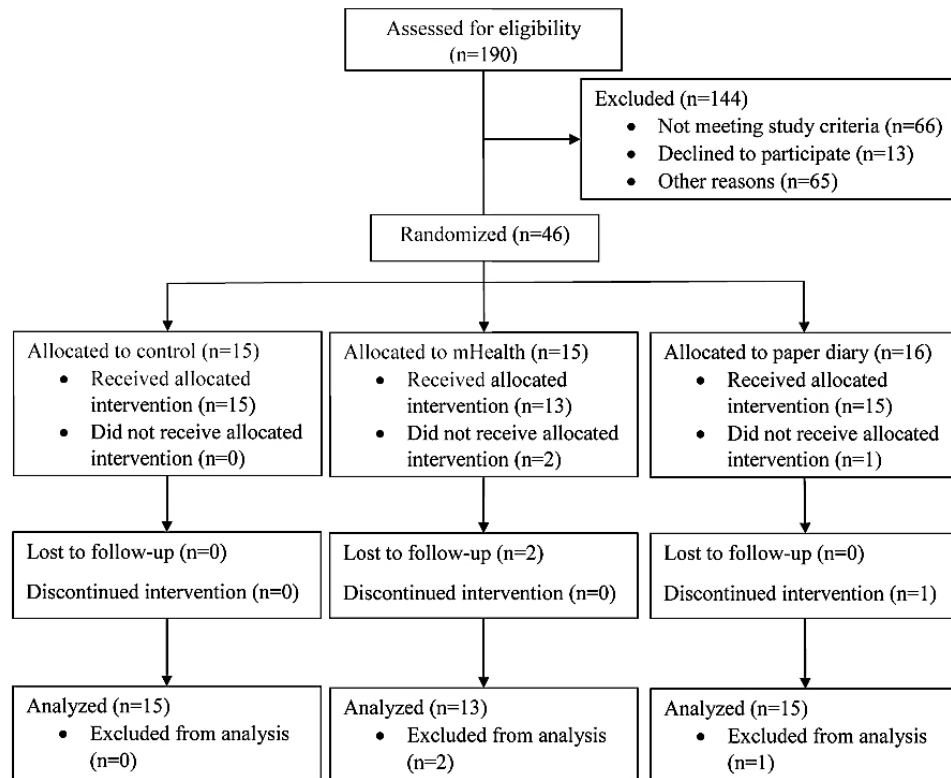 Assessed for eligibility
(n=190)
Excluded (n=144)
• Not meeting study criteria (n=66)
• Declined to participate (n=13)
• Other reasons (n=65)
Randomized (n=46)
Allocated to control (n=15)
• Received allocated
intervention (n=15)
• Did not receive allocated
intervention
(n=0)
Allocated to mHealth (n=15)
• Received allocated
intervention (n=13)
• Did not receive allocated
intervention
(n=2)
Allocated to paper diary (n=16)
• Received allocated
intervention (n=15)
• Did not receive allocated
intervention
(n=1)
Lost to follow-up (n=0)
Discontinued intervention (n=0)
Lost to follow-up (n=2)
Discontinued intervention (n=0)
Lost to follow-up (n=0)
Discontinued intervention (n=1)
Analyzed (n=15)
• Excluded from analysis
(n=0)
Analyzed (n=13)
• Excluded from analysis
(n=2)
Analyzed (n=15)
• Excluded from analysis
(n=1)